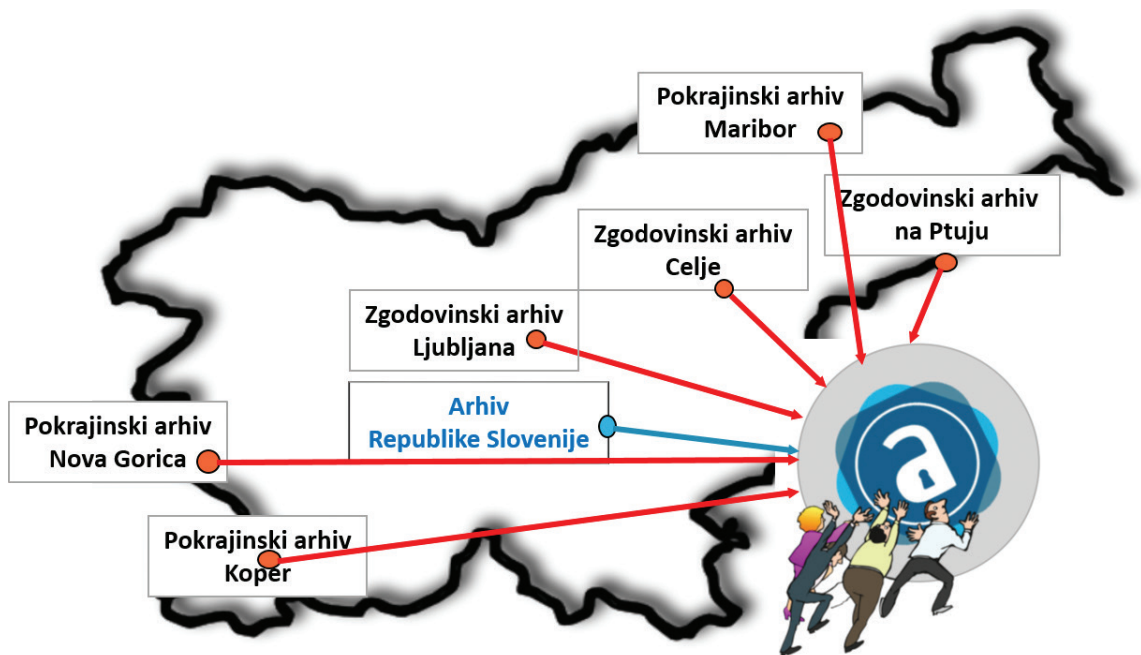 Pokrajinski arhiv
Maribor
Zgodovinski arhiv
na Ptuju
Zgodovinski arhiv
Celje
Zgodovinski arhiv
Ljubljana
Arhiv
Republike Slovenije
Pokrajinski arhiv
Nova Gorica
Pokrajinski arhiv
Koper
a